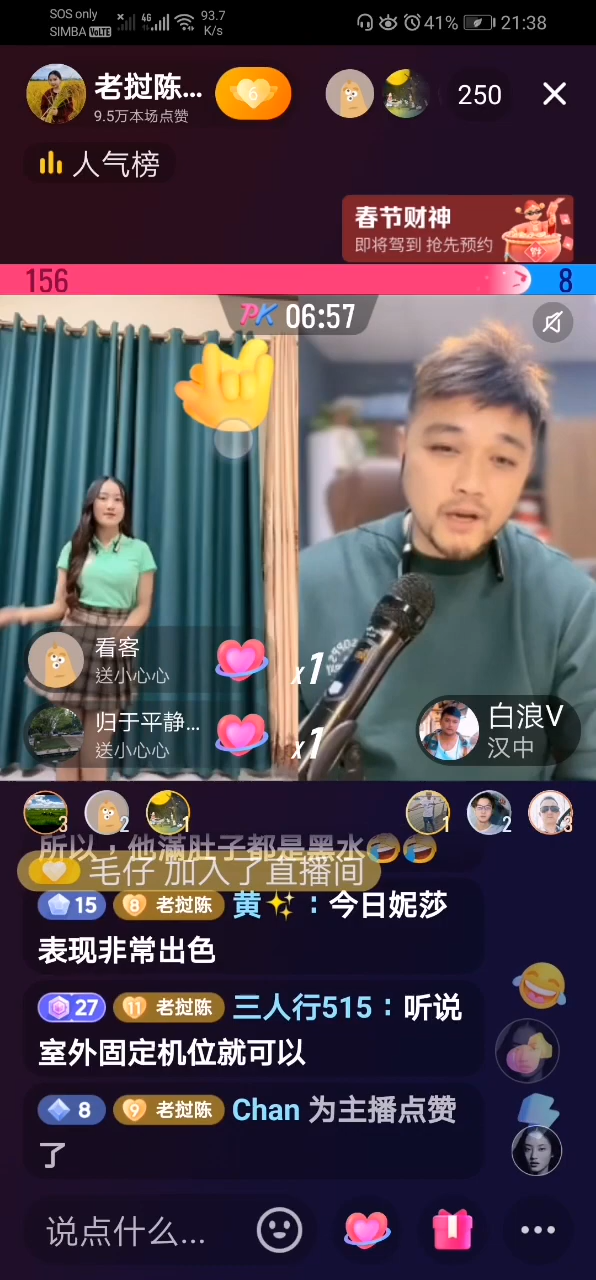 SOS only
SIMBA VoLTE
4G
93.7
K/s
41%
21:38
老挝陈...
9.5万本场点赞
6
250
人气榜
春节财神
即将驾到 抢先预约
156
8
PK 06:57
看客
送小心心
x1
归于平静...
送小心心
x1
白浪V
汉中
3
2
1
1
2
3
所以，他滿肚子都是黑水
毛仔 加入了直播间
15 8 老挝陈 黄：今日妮莎
表现非常出色
27 11 老挝陈 三人行515：听说
室外固定机位就可以
8 9 老挝陈 Chan 为主播点赞
了
说点什么...